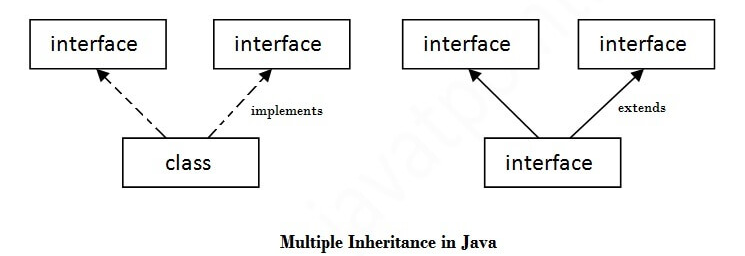 interface interface interface interface
implements extends
class interface
Multiple Inheritance in Java